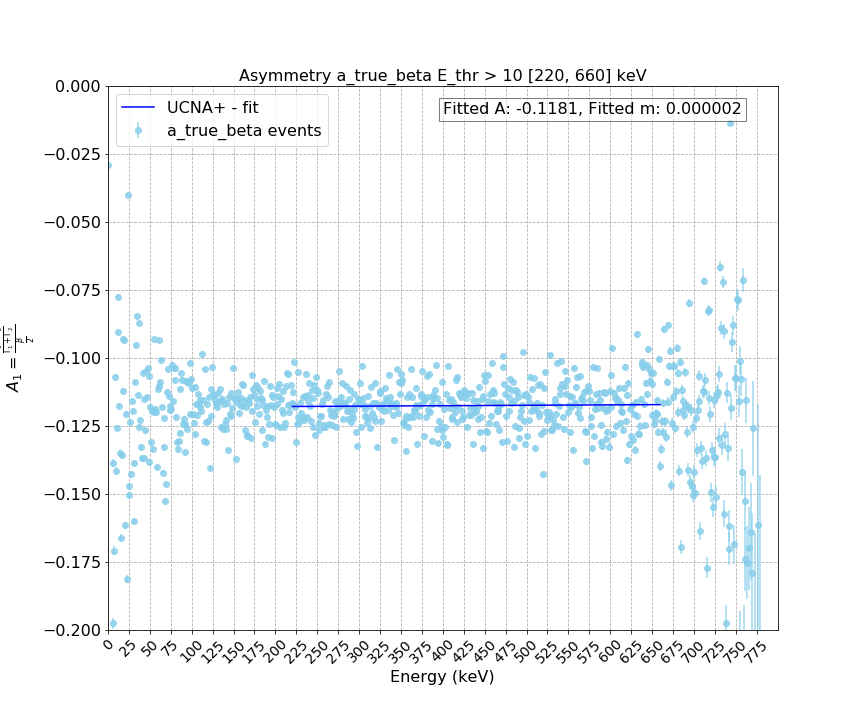 Asymmetry a_true_beta E_thr > 10 [220, 660] keV
UCNA+ - fit
a_true_beta events
Fitted A: -0.1181, Fitted m: 0.000002
0.000
−0.025
−0.050
−0.075
−0.100
−0.125
−0.150
−0.175
−0.200
0 25 50 75 100 125 150 175 200 225 250 275 300 325 350 375 400 425 450 475 500 525 550 575 600 625 650 675 700 725 750 775
Energy (keV)
A₁ =